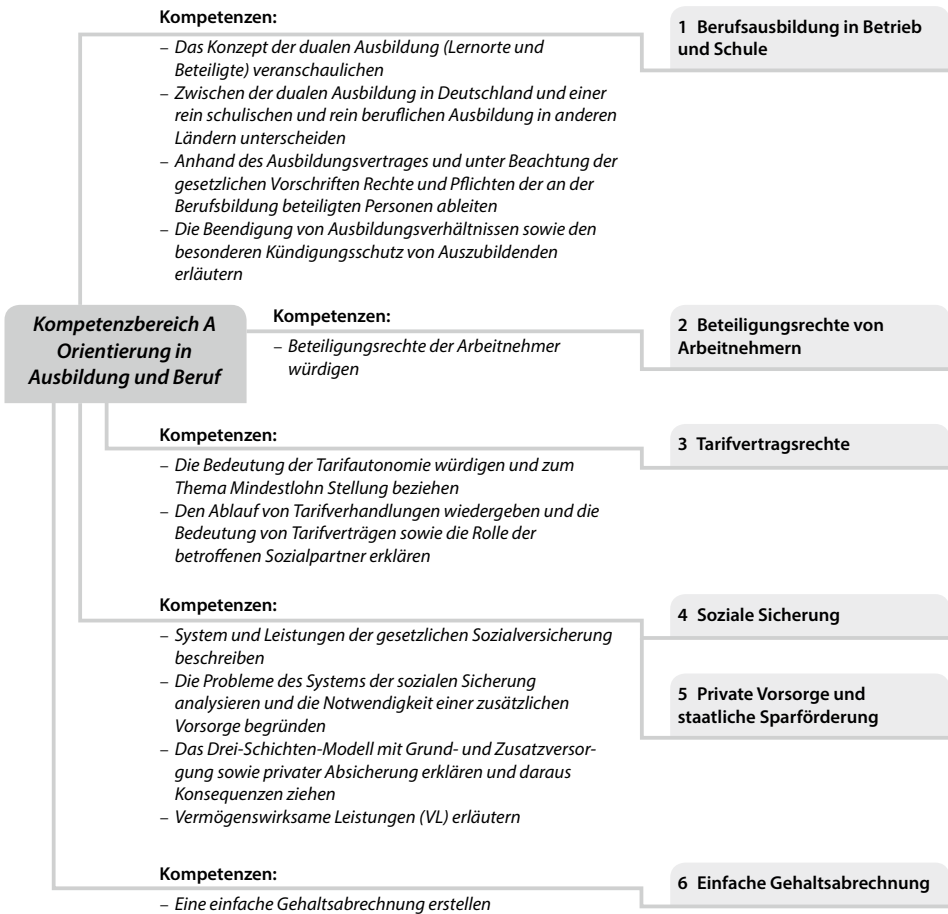 Kompetenzen:
– Das Konzept der dualen Ausbildung (Lernorte und
Beteiligte) veranschaulichen
– Zwischen der dualen Ausbildung in Deutschland und einer
rein schulischen und rein beruflichen Ausbildung in anderen
Ländern unterscheiden
– Anhand des Ausbildungsvertrages und unter Beachtung der
gesetzlichen Vorschriften Rechte und Pflichten der an der
Berufsbildung beteiligten Personen ableiten
– Die Beendigung von Ausbildungsverhältnissen sowie den
besonderen Kündigungsschutz von Auszubildenden
erläutern
1 Berufsausbildung in Betrieb
und Schule
Kompetenzbereich A
Orientierung in
Ausbildung und Beruf
Kompetenzen:
– Beteiligungsrechte der Arbeitnehmer
würdigen
2 Beteiligungsrechte von
Arbeitnehmern
Kompetenzen:
– Die Bedeutung der Tarifautonomie würdigen und zum
Thema Mindestlohn Stellung beziehen
– Den Ablauf von Tarifverhandlungen wiedergeben und die
Bedeutung von Tarifverträgen sowie die Rolle der
betroffenen Sozialpartner erklären
3 Tarifvertragsrechte
Kompetenzen:
– System und Leistungen der gesetzlichen Sozialversicherung
beschreiben
– Die Probleme des Systems der sozialen Sicherung
analysieren und die Notwendigkeit einer zusätzlichen
Vorsorge begründen
– Das Drei-Schichten-Modell mit Grund- und Zusatzversor-
gung sowie privater Absicherung erklären und daraus
Konsequenzen ziehen
– Vermögenswirksame Leistungen (VL) erläutern
4 Soziale Sicherung
5 Private Vorsorge und
staatliche Sparförderung
Kompetenzen:
– Eine einfache Gehaltsabrechnung erstellen
6 Einfache Gehaltsabrechnung